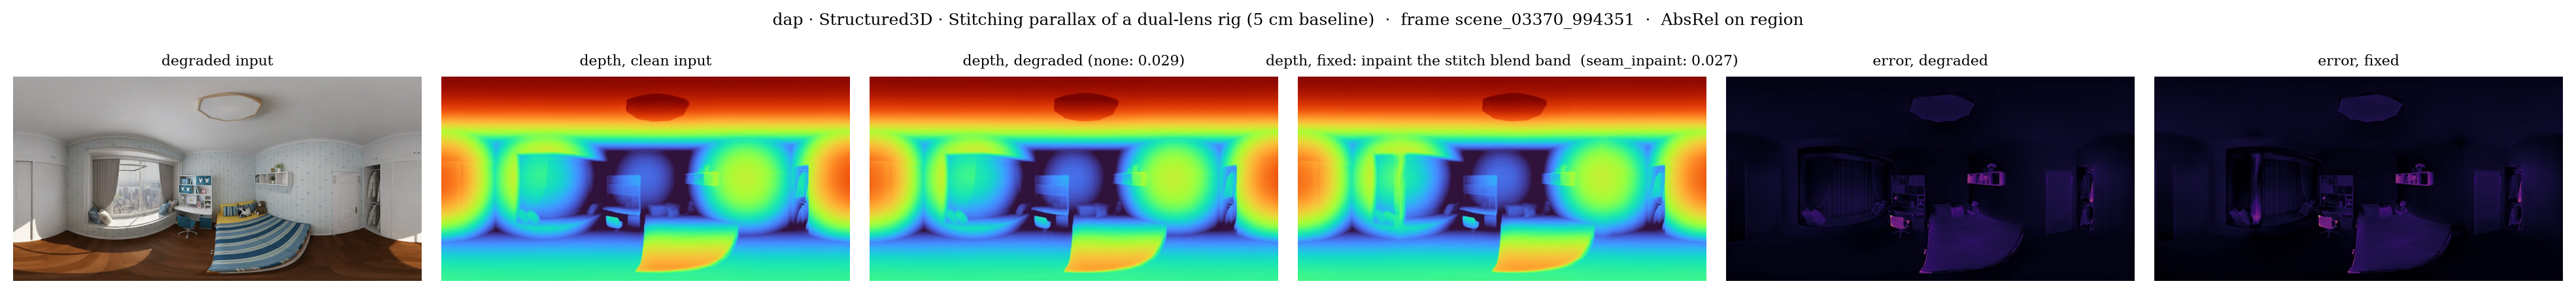 dap · Structured3D · Stitching parallax of a dual-lens rig (5 cm baseline) · frame scene_03370_994351 · AbsRel on region
degraded input
depth, clean input
depth, degraded (none: 0.029)
depth, fixed: inpaint the stitch blend band (seam_inpaint: 0.027)
error, degraded
error, fixed